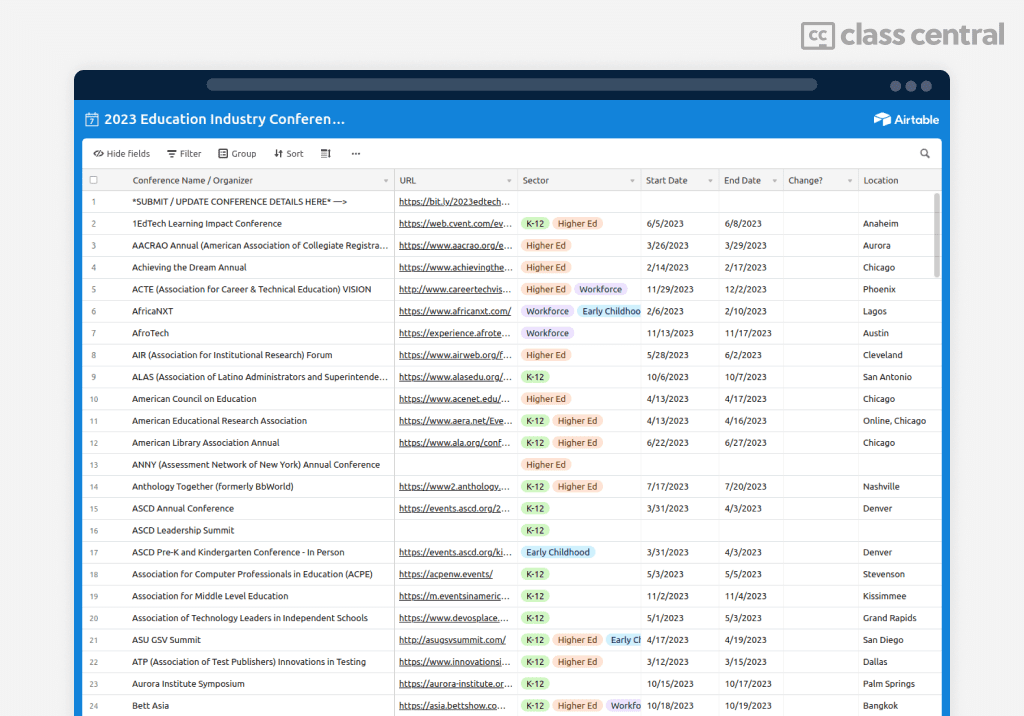 cc class central
7 2023 Education Industry Conferen... Airtable
Hide fields Filter Group Sort ...
Conference Name / Organizer URL Sector Start Date End Date Change? Location
1 *SUBMIT / UPDATE CONFERENCE DETAILS HERE* —> https://bit.ly/2023edtech...
2 1EdTech Learning Impact Conference https://web.cvent.com/ev... K-12 Higher Ed 6/5/2023 6/8/2023 Anaheim
3 AACRAO Annual (American Association of Collegiate Registra... https://www.aacrao.org/e... Higher Ed 3/26/2023 3/29/2023 Aurora
4 Achieving the Dream Annual https://www.achievingthe... Higher Ed 2/14/2023 2/17/2023 Chicago
5 ACTE (Association for Career & Technical Education) VISION http://www.careertechvis... Higher Ed Workforce 11/29/2023 12/2/2023 Phoenix
6 AfricaNXT https://www.africanxt.com/ Workforce Early Childhoo 2/6/2023 2/10/2023 Lagos
7 AfroTech https://experience.afrote... Workforce 11/13/2023 11/17/2023 Austin
8 AIR (Association for Institutional Research) Forum https://www.airweb.org/f... Higher Ed 5/28/2023 6/2/2023 Cleveland
9 ALAS (Association of Latino Administrators and Superintende... https://www.alasedu.org/... K-12 10/6/2023 10/7/2023 San Antonio
10 American Council on Education https://www.acenet.edu/... Higher Ed 4/13/2023 4/17/2023 Chicago
11 American Educational Research Association https://www.aera.net/Eve... K-12 Higher Ed 4/13/2023 4/16/2023 Online, Chicago
12 American Library Association Annual https://www.ala.org/conf... K-12 Higher Ed 6/22/2023 6/27/2023 Chicago
13 ANNY (Assessment Network of New York) Annual Conference Higher Ed
14 Anthology Together (formerly BbWorld) https://www2.anthology.... K-12 Higher Ed 7/17/2023 7/20/2023 Nashville
15 ASCD Annual Conference https://events.ascd.org/2... K-12 3/31/2023 4/3/2023 Denver
16 ASCD Leadership Summit K-12
17 ASCD Pre-K and Kindergarten Conference - In Person https://events.ascd.org/ki... Early Childhood 3/31/2023 4/3/2023 Denver
18 Association for Computer Professionals in Education (ACPE) https://acpenw.events/ K-12 5/3/2023 5/5/2023 Stevenson
19 Association for Middle Level Education https://m.eventsinameric... K-12 11/2/2023 11/4/2023 Kissimmee
20 Association of Technology Leaders in Independent Schools https://www.devosplace.... K-12 5/1/2023 5/3/2023 Grand Rapids
21 ASU GSV Summit http://asugsvsummit.com/ K-12 Higher Ed Early Cl 4/17/2023 4/19/2023 San Diego
22 ATP (Association of Test Publishers) Innovations in Testing https://www.innovationsi... K-12 Higher Ed 3/12/2023 3/15/2023 Dallas
23 Aurora Institute Symposium https://aurora-institute.or... K-12 10/15/2023 10/17/2023 Palm Springs
24 Bett Asia https://asia.bettshow.co... K-12 Higher Ed Workfo 10/18/2023 10/19/2023 Bangkok